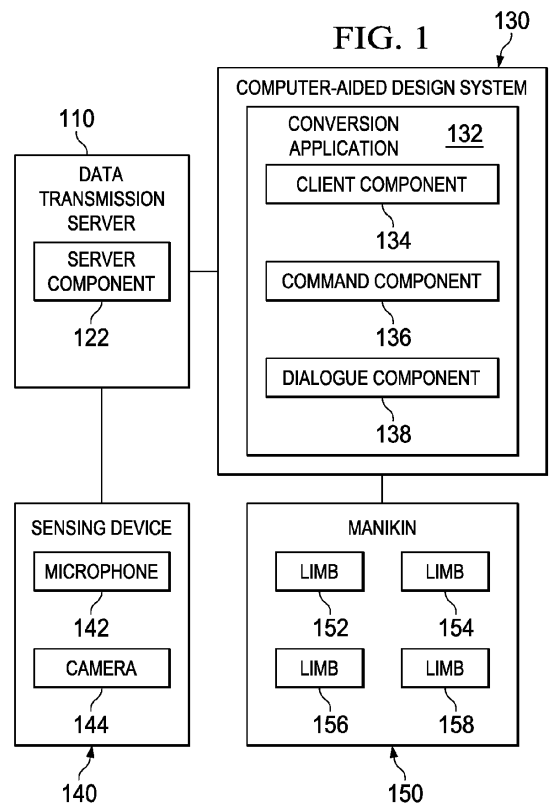 FIG. 1
130
COMPUTER-AIDED DESIGN SYSTEM
CONVERSION
APPLICATION
132
CLIENT COMPONENT
134
COMMAND COMPONENT
136
DIALOGUE COMPONENT
138
110
DATA
TRANSMISSION
SERVER
SERVER
COMPONENT
122
SENSING DEVICE
MICROPHONE
142
CAMERA
144
140
MANIKIN
LIMB
152
LIMB
154
LIMB
156
LIMB
158
150